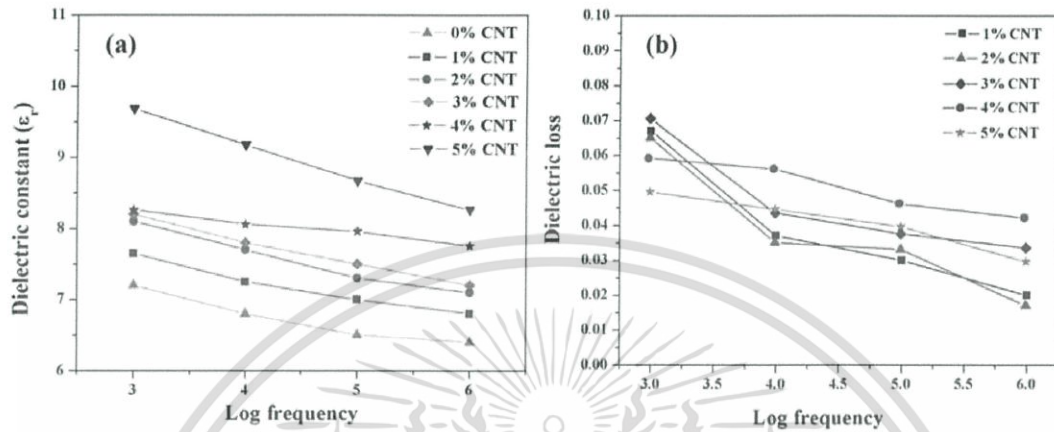 (a)
0% CNT
1% CNT
2% CNT
3% CNT
4% CNT
5% CNT
Dielectric constant (εr)
11
10
9
8
7
6
3 4 5 6
Log frequency
(b)
1% CNT
2% CNT
3% CNT
4% CNT
5% CNT
Dielectric loss
0.10
0.09
0.08
0.07
0.06
0.05
0.04
0.03
0.02
0.01
0.00
3.0 3.5 4.0 4.5 5.0 5.5 6.0
Log frequency